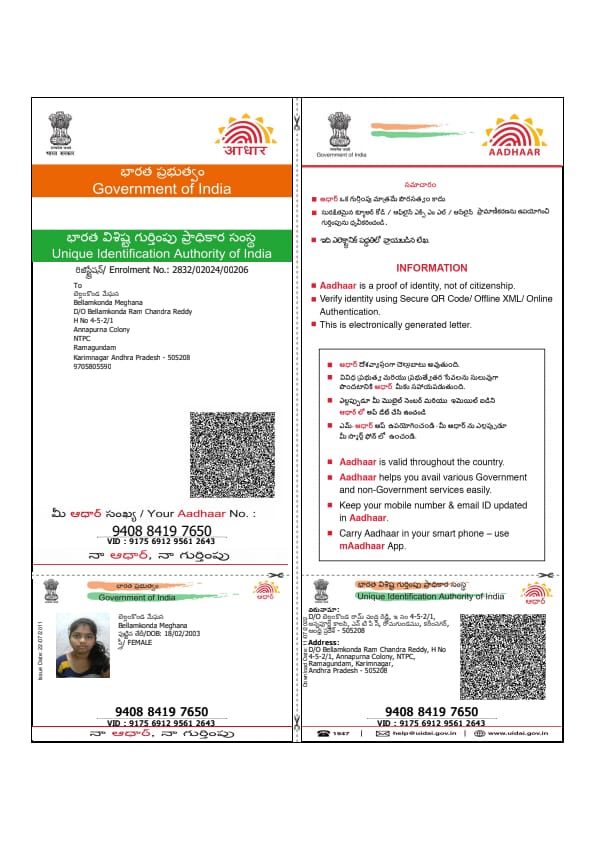 भारत सरकार
आधार
భారత ప్రభుత్వం
Government of India
భారత విశిష్ట గుర్తింపు ప్రాధికార సంస్థ
Unique Identification Authority of India
రిజిస్ట్రేషన్/ Enrolment No.: 2832/02024/00206
To
బెల్లంకొండ మేఘన
Bellamkonda Meghana
D/O Bellamkonda Ram Chandra Reddy
H No 4-5-2/1
Annapurna Colony
NTPC
Ramagundam
Karimnagar Andhra Pradesh - 505208
9705805590
మీ ఆధార్ సంఖ్య / Your Aadhaar No. :
9408 8419 7650
VID : 9175 6912 9561 2643
నా ఆధార్, నా గుర్తింపు
Government of India
AADHAAR
సమాచారం
ఆధార్ ఒక గుర్తింపు మాత్రమే పౌరసత్వం కాదు
సురక్షితమైన క్యూఆర్ కోడ్ / ఆఫ్‌లైన్ ఎక్స్ ఎం ఎల్ / ఆన్‌లైన్ ప్రామాణీకరణను ఉపయోగించి
గుర్తింపును ధృవీకరించండి.
ఇది ఎలక్ట్రానిక్ పద్ధతిలో వ్రాయబడిన లేఖ.
INFORMATION
Aadhaar is a proof of identity, not of citizenship.
Verify identity using Secure QR Code/ Offline XML/ Online
Authentication.
This is electronically generated letter.
ఆధార్ దేశవ్యాప్తంగా చెల్లుబాటు అవుతుంది.
వివిధ ప్రభుత్వ మరియు ప్రభుత్వేతర సేవలను సులువుగా
పొందటానికి ఆధార్ మీకు సహాయపడుతుంది.
ఎల్లప్పుడూ మీ మొబైల్ నెంబర్ మరియు ఇమెయిల్ ఐడిని
ఆధార్ లో అప్ డేట్ చేసి ఉంచండి
ఎమ్- ఆధార్ ఆప్ ఉపయోగించండి - మీ ఆధార్ ను ఎల్లప్పుడూ
మీ స్మార్ట్ ఫోన్ లో ఉంచండి.
Aadhaar is valid throughout the country.
Aadhaar helps you avail various Government
and non-Government services easily.
Keep your mobile number & email ID updated
in Aadhaar.
Carry Aadhaar in your smart phone – use
mAadhaar App.
భారత ప్రభుత్వం
Government of India
ఆధార్
Issue Date: 22/07/2011
బెల్లంకొండ మేఘన
Bellamkonda Meghana
పుట్టిన తేదీ/DOB: 18/02/2003
స్త్రీ/ FEMALE
9408 8419 7650
VID : 9175 6912 9561 2643
నా ఆధార్, నా గుర్తింపు
భారత విశిష్ట గుర్తింపు ప్రాధికార సంస్థ
Unique Identification Authority of India
ఆధార్
చిరునామా:
D/O బెల్లంకొండ రామ్ చంద్ర రెడ్డి, ఇ నెం 4-5-2/1,
అన్నపూర్ణ కాలనీ, ఎన్ టి పి సి, రామగుండము, కరీంనగర్,
ఆంధ్ర ప్రదేశ్ - 505208
Address:
D/O Bellamkonda Ram Chandra Reddy, H No
4-5-2/1, Annapurna Colony, NTPC,
Ramagundam, Karimnagar,
Andhra Pradesh - 505208
9408 8419 7650
VID : 9175 6912 9561 2643
1947 | help@uidai.gov.in | www.uidai.gov.in